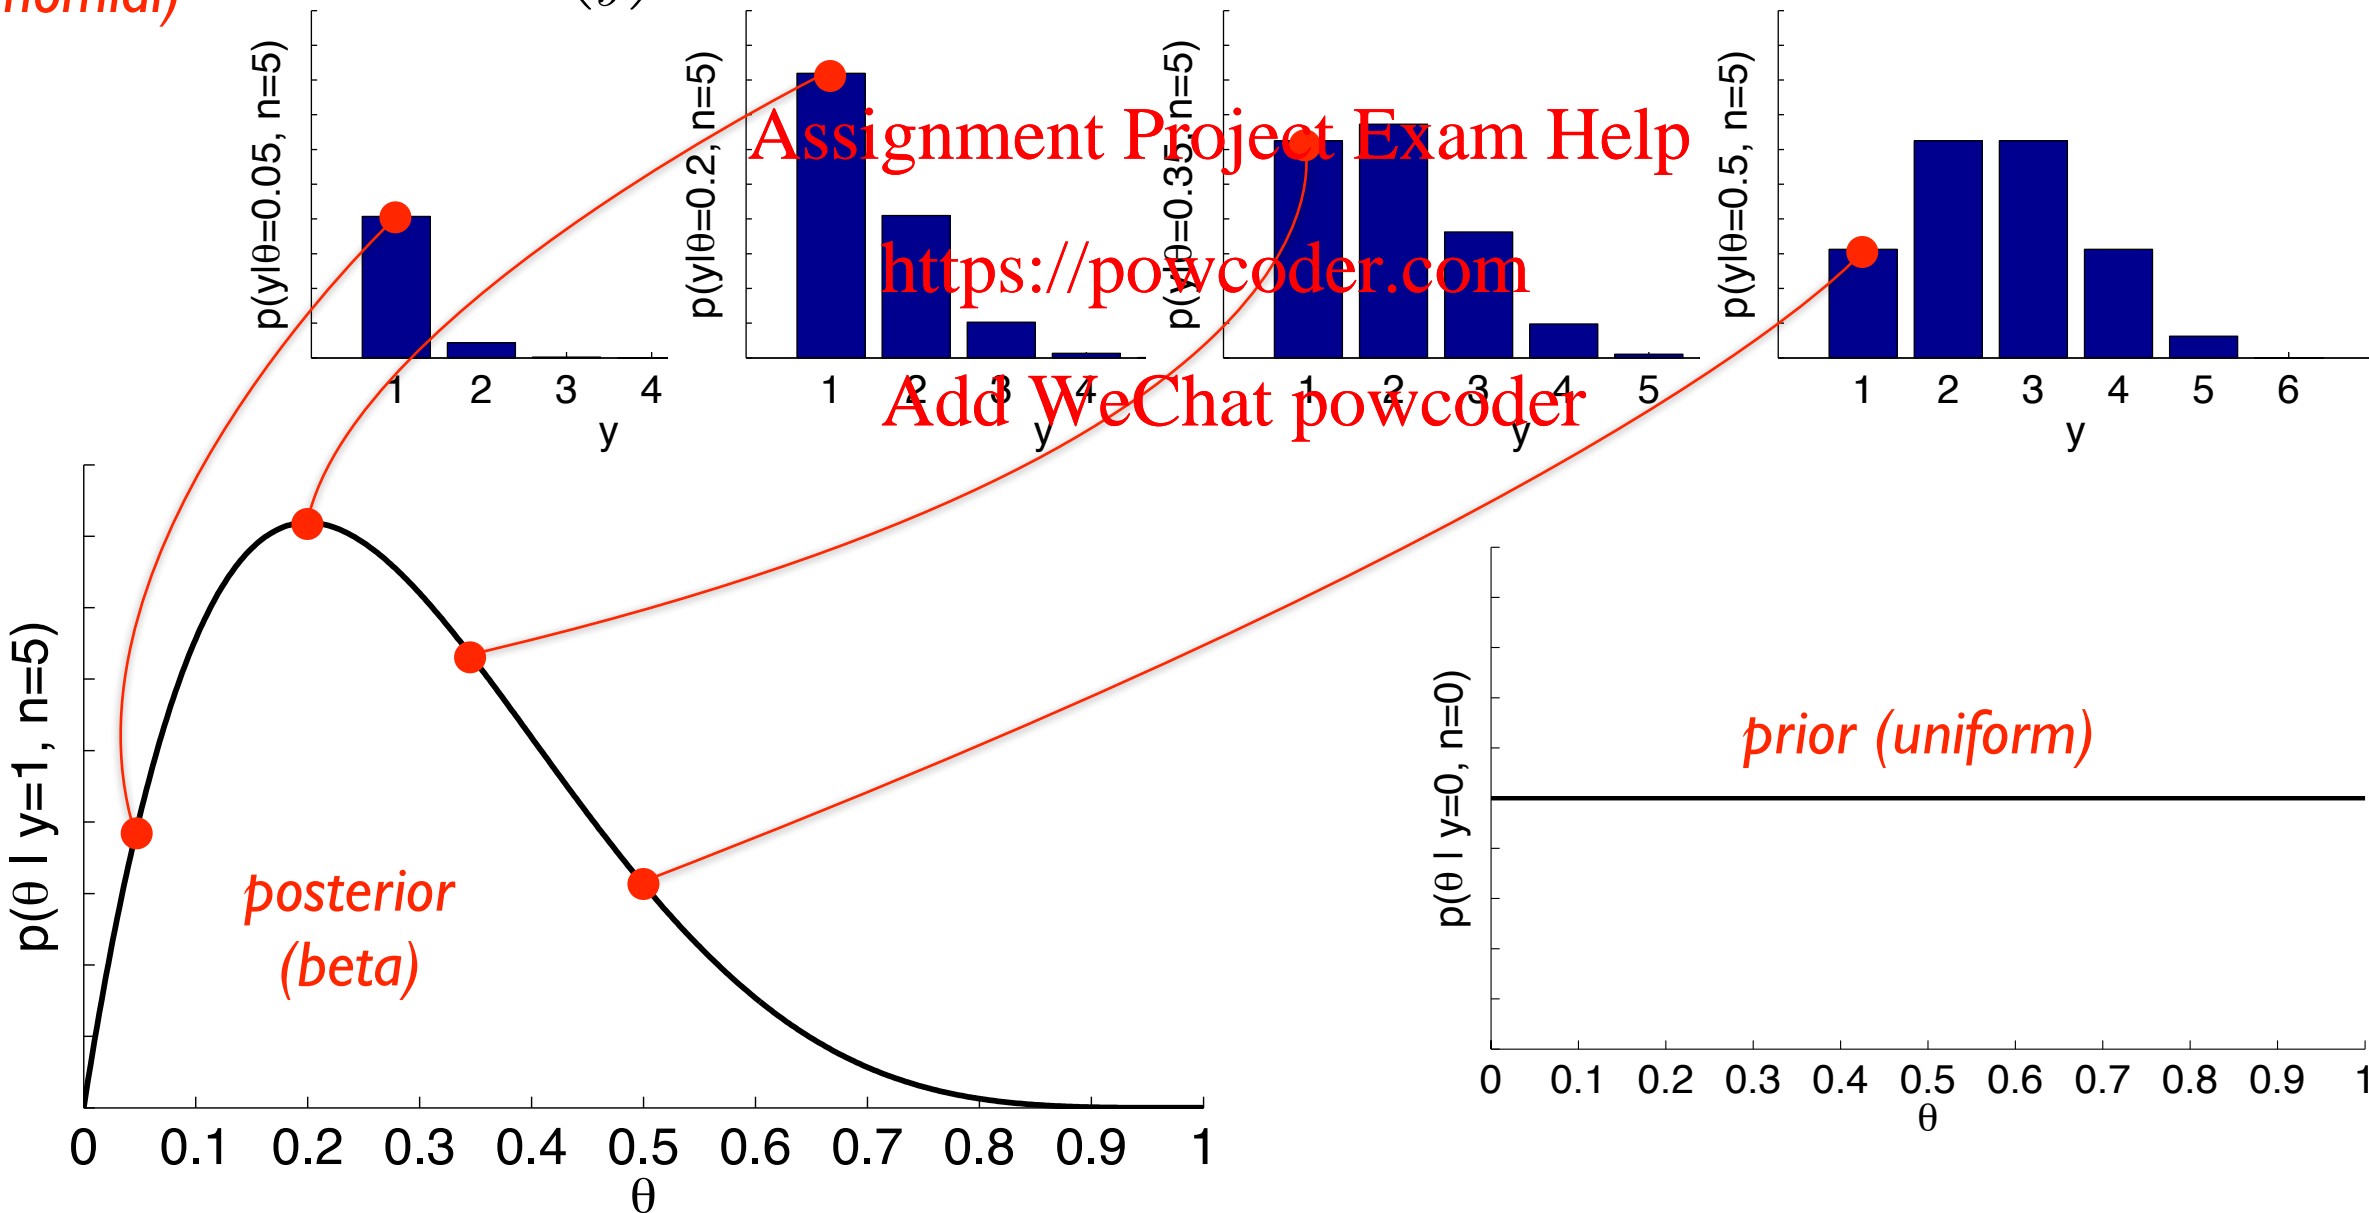 (y)
p(y|θ=0.05, n=5)
1 2 3 4
y
p(y|θ=0.2, n=5)
1 2 3 4
y
p(y|θ=0.35, n=5)
1 2 3 4 5
y
p(y|θ=0.5, n=5)
1 2 3 4 5 6
y
Assignment Project Exam Help
https://powcoder.com
Add WeChat powcoder
p(θ | y=1, n=5)
posterior
(beta)
0 0.1 0.2 0.3 0.4 0.5 0.6 0.7 0.8 0.9 1
θ
p(θ | y=0, n=0)
prior (uniform)
0 0.1 0.2 0.3 0.4 0.5 0.6 0.7 0.8 0.9 1
θ